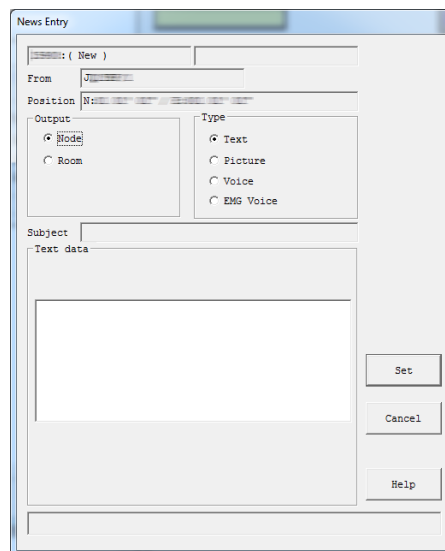 News Entry
:( New )
From J
Position N:
Output
Node
Room
Type
Text
Picture
Voice
EMG Voice
Subject
Text data
Set
Cancel
Help